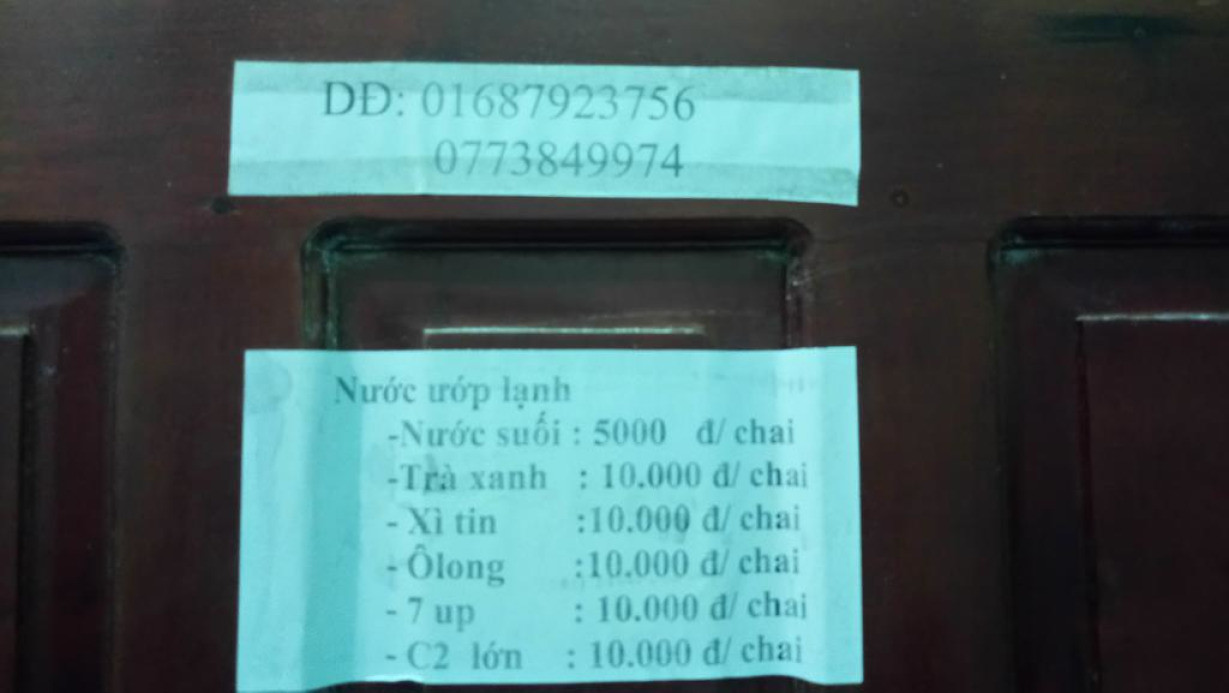 DĐ: 01687923756
0773849974
Nước ướp lạnh
-Nước suối : 5000 đ/ chai
-Trà xanh : 10.000 đ/ chai
- Xì tin :10.000 đ/ chai
- Ôlong :10.000 đ/ chai
- 7 up : 10.000 đ/ chai
- C2 lớn : 10.000 đ/ chai